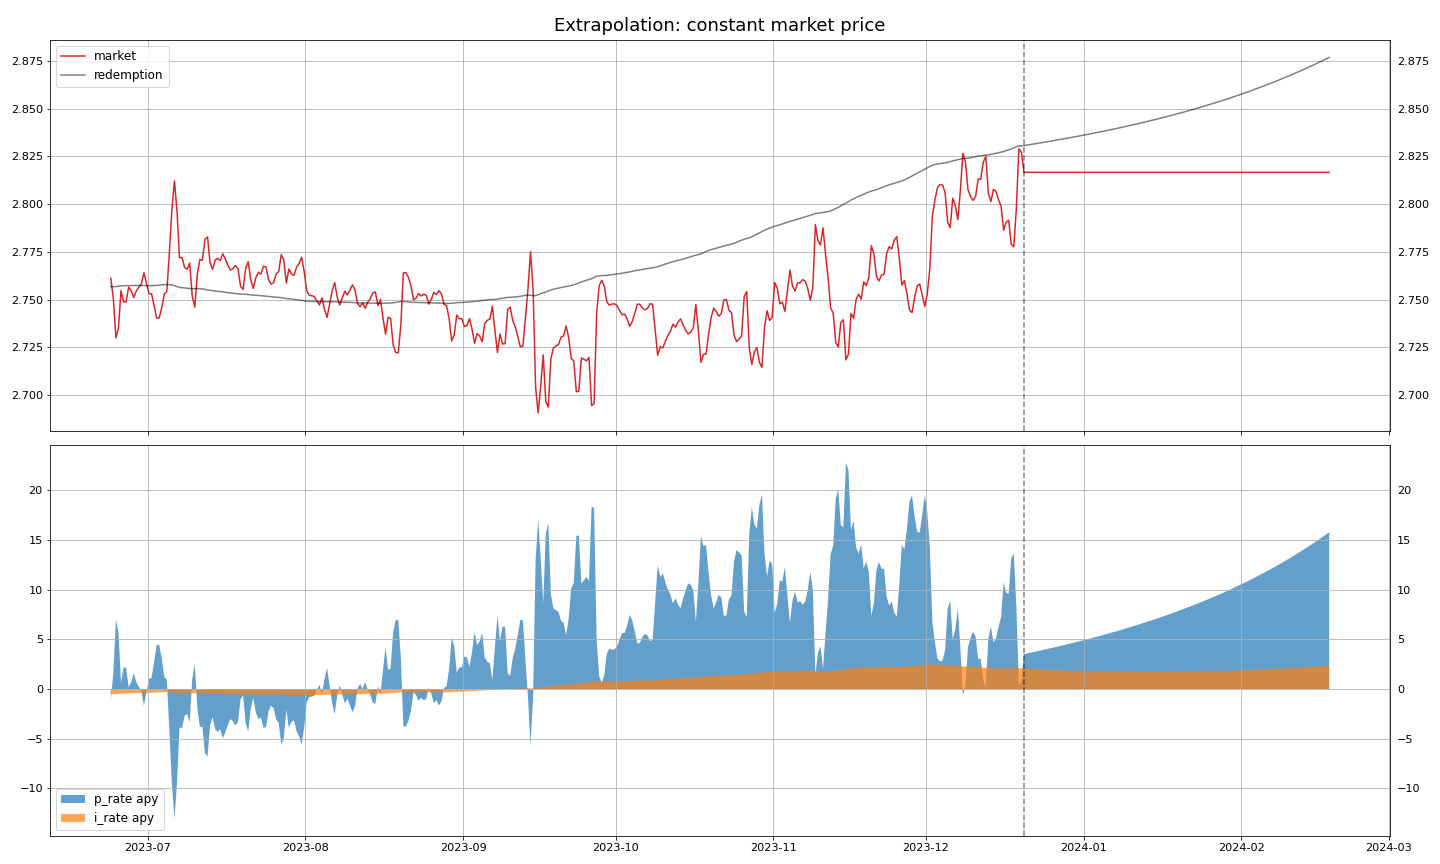 Extrapolation: constant market price
market
redemption
2.875 2.875
2.850 2.850
2.825 2.825
2.800 2.800
2.775 2.775
2.750 2.750
2.725 2.725
2.700 2.700
20 20
15 15
10 10
5 5
0 0
−5 −5
−10 −10
p_rate apy
i_rate apy
2023-07 2023-08 2023-09 2023-10 2023-11 2023-12 2024-01 2024-02 2024-03